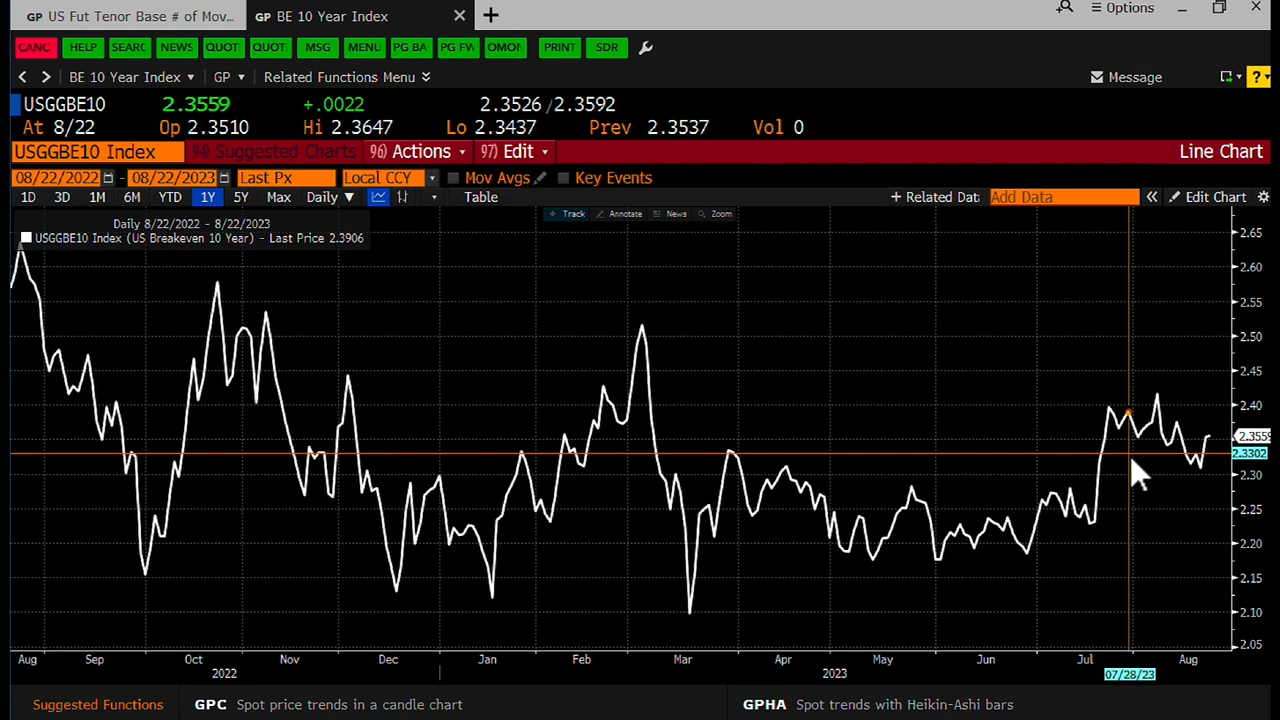 GP US Fut Tenor Base # of Mov... GP BE 10 Year Index × + Options
CANC HELP SEARC NEWS QUOT QUOT MSG MENU PG BA PG FW OMON PRINT SDR
< > BE 10 Year Index GP Related Functions Menu Message ?
USGGBE10 2.3559 +.0022 2.3526 /2.3592
At 8/22 Op 2.3510 Hi 2.3647 Lo 2.3437 Prev 2.3537 Vol 0
USGGBE10 Index 94) Suggested Charts 96) Actions 97) Edit Line Chart
08/22/2022 - 08/22/2023 Last Px Local CCY Mov Avgs Key Events
1D 3D 1M 6M YTD 1Y 5Y Max Daily ▼ Table + Related Dat Add Data « Edit Chart
Track Annotate News Zoom
Daily 8/22/2022 - 8/22/2023
USGGBE10 Index (US Breakeven 10 Year) - Last Price 2.3906
2.65
2.60
2.55
2.50
2.45
2.40
2.3559
2.3302
2.30
2.25
2.20
2.15
2.10
2.05
Aug Sep Oct Nov Dec Jan Feb Mar Apr May Jun Jul Aug
2022 2023 07/28/23
Suggested Functions GPC Spot price trends in a candle chart GPHA Spot trends with Heikin-Ashi bars